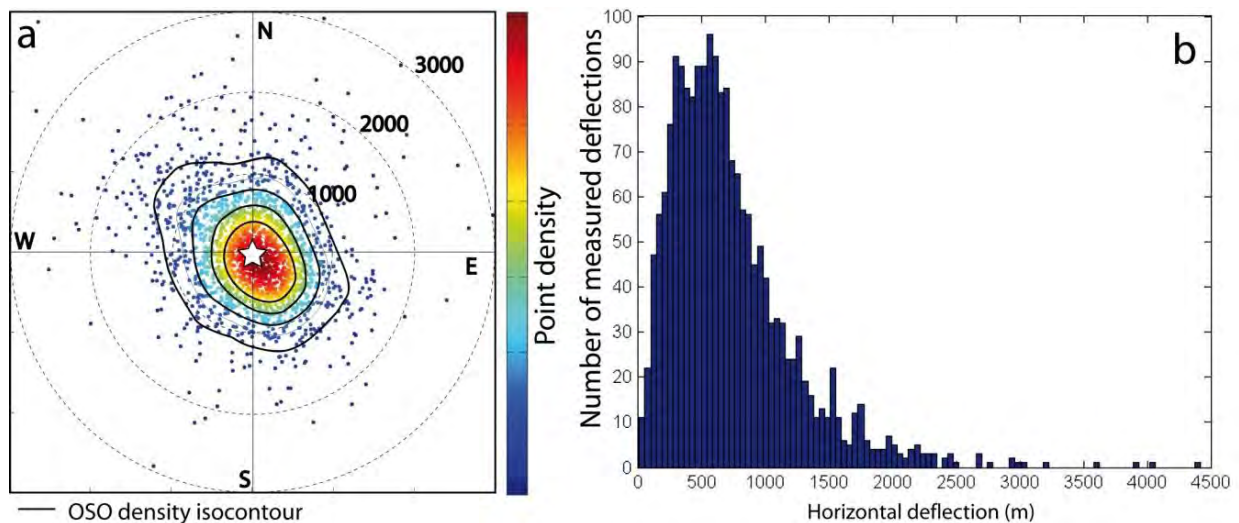 a
N
3000
2000
1000
W
E
S
OSO density isocontour
Point density
b
Number of measured deflections
100
90
80
70
60
50
40
30
20
10
0
0 500 1000 1500 2000 2500 3000 3500 4000 4500
Horizontal deflection (m)